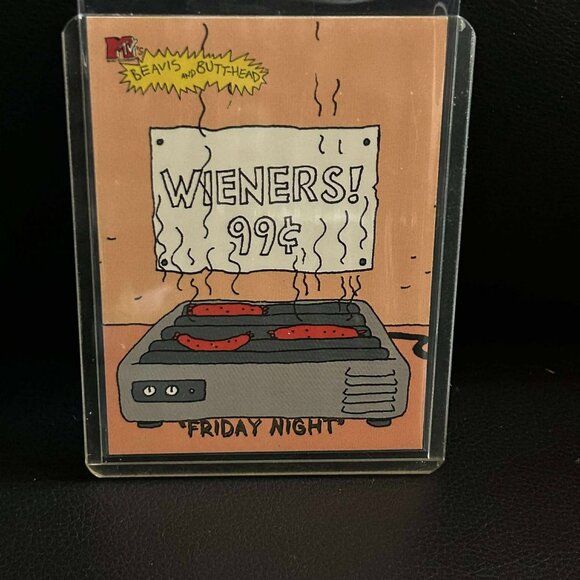 MTV's
BEAVIS AND BUTT-HEAD
WIENERS!
99¢
"FRIDAY NIGHT"